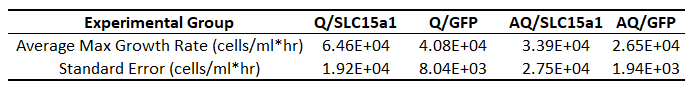 Experimental Group Q/SLC15a1 Q/GFP AQ/SLC15a1 AQ/GFP
Average Max Growth Rate (cells/ml*hr) 6.46E+04 4.08E+04 3.39E+04 2.65E+04
Standard Error (cells/ml*hr) 1.92E+04 8.04E+03 2.75E+04 1.94E+03